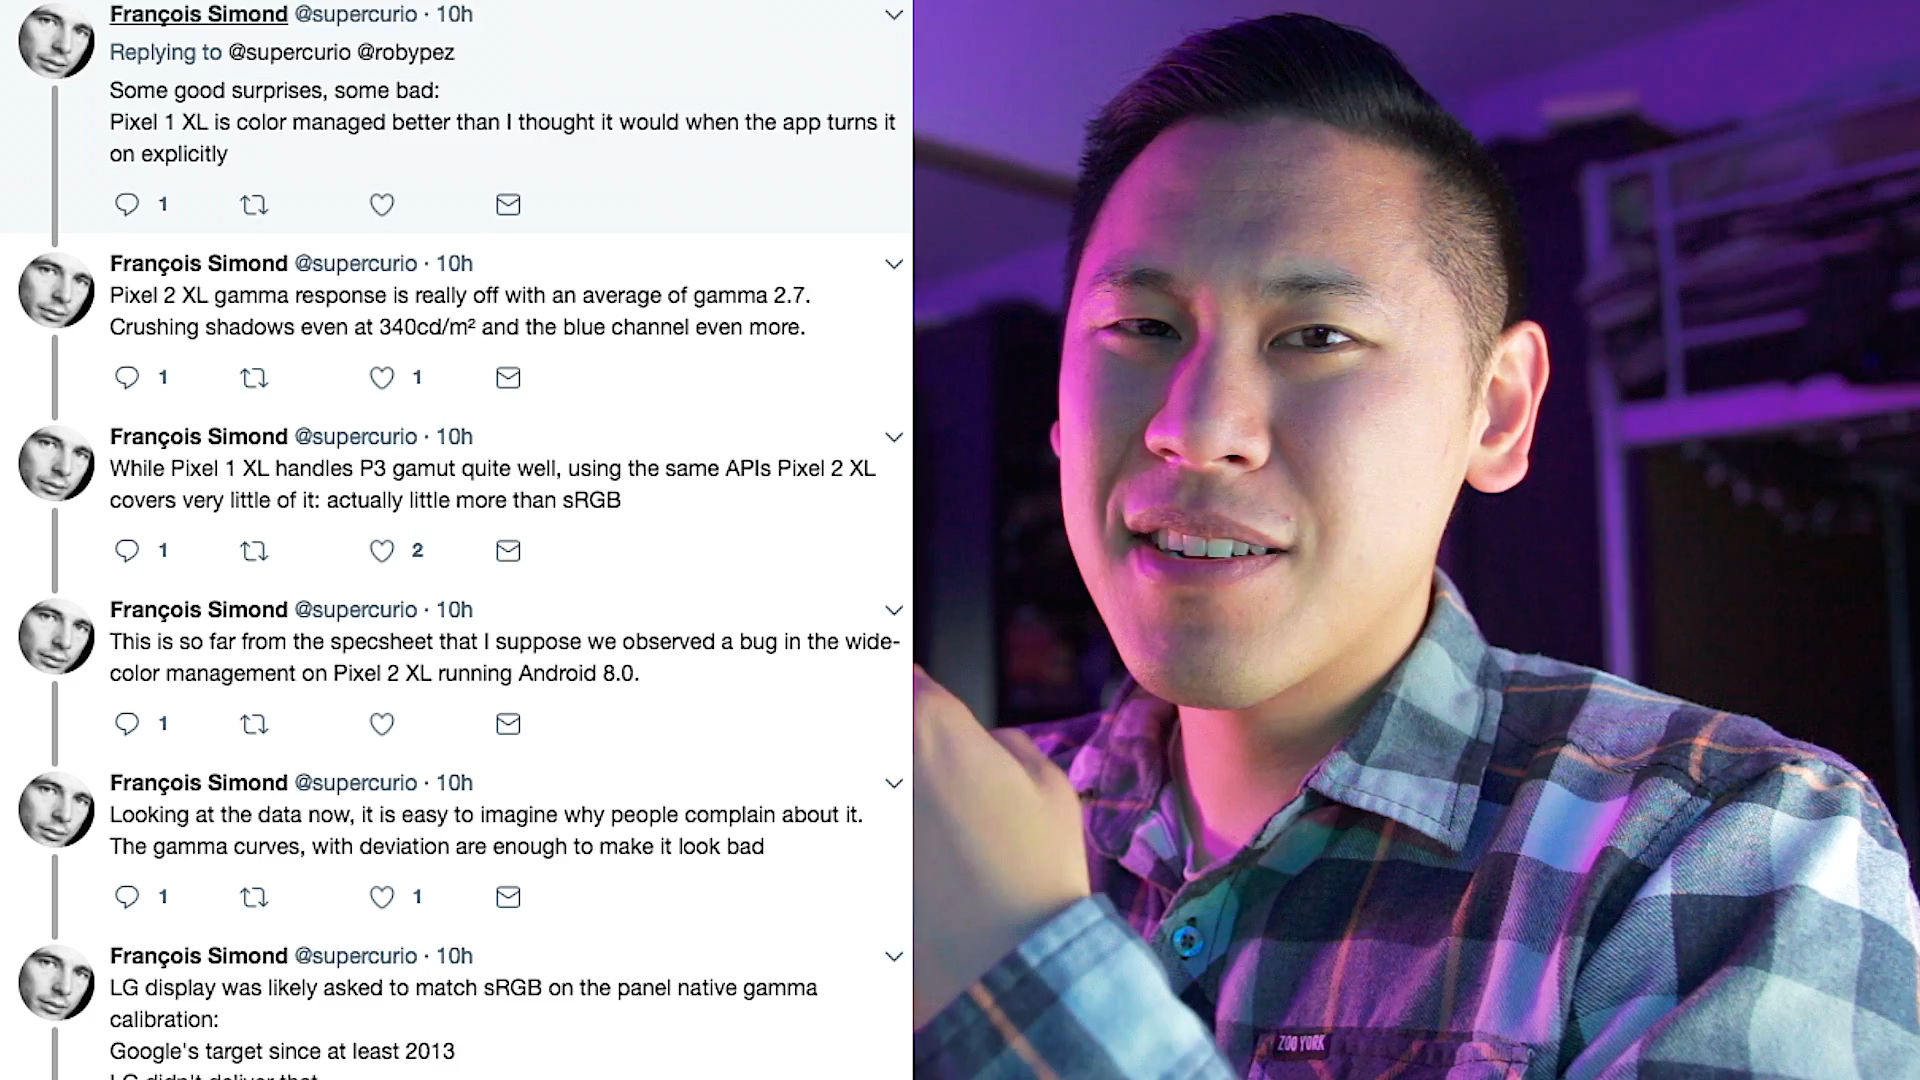 François Simond @supercurio · 10h
Replying to @supercurio @robypez
Some good surprises, some bad:
Pixel 1 XL is color managed better than I thought it would when the app turns it
on explicitly
1
François Simond @supercurio · 10h
Pixel 2 XL gamma response is really off with an average of gamma 2.7.
Crushing shadows even at 340cd/m² and the blue channel even more.
1 1
François Simond @supercurio · 10h
While Pixel 1 XL handles P3 gamut quite well, using the same APIs Pixel 2 XL
covers very little of it: actually little more than sRGB
1 2
François Simond @supercurio · 10h
This is so far from the specsheet that I suppose we observed a bug in the wide-
color management on Pixel 2 XL running Android 8.0.
1
François Simond @supercurio · 10h
Looking at the data now, it is easy to imagine why people complain about it.
The gamma curves, with deviation are enough to make it look bad
1 1
François Simond @supercurio · 10h
LG display was likely asked to match sRGB on the panel native gamma
calibration:
Google's target since at least 2013
LG didn't deliver that
ZOO YORK